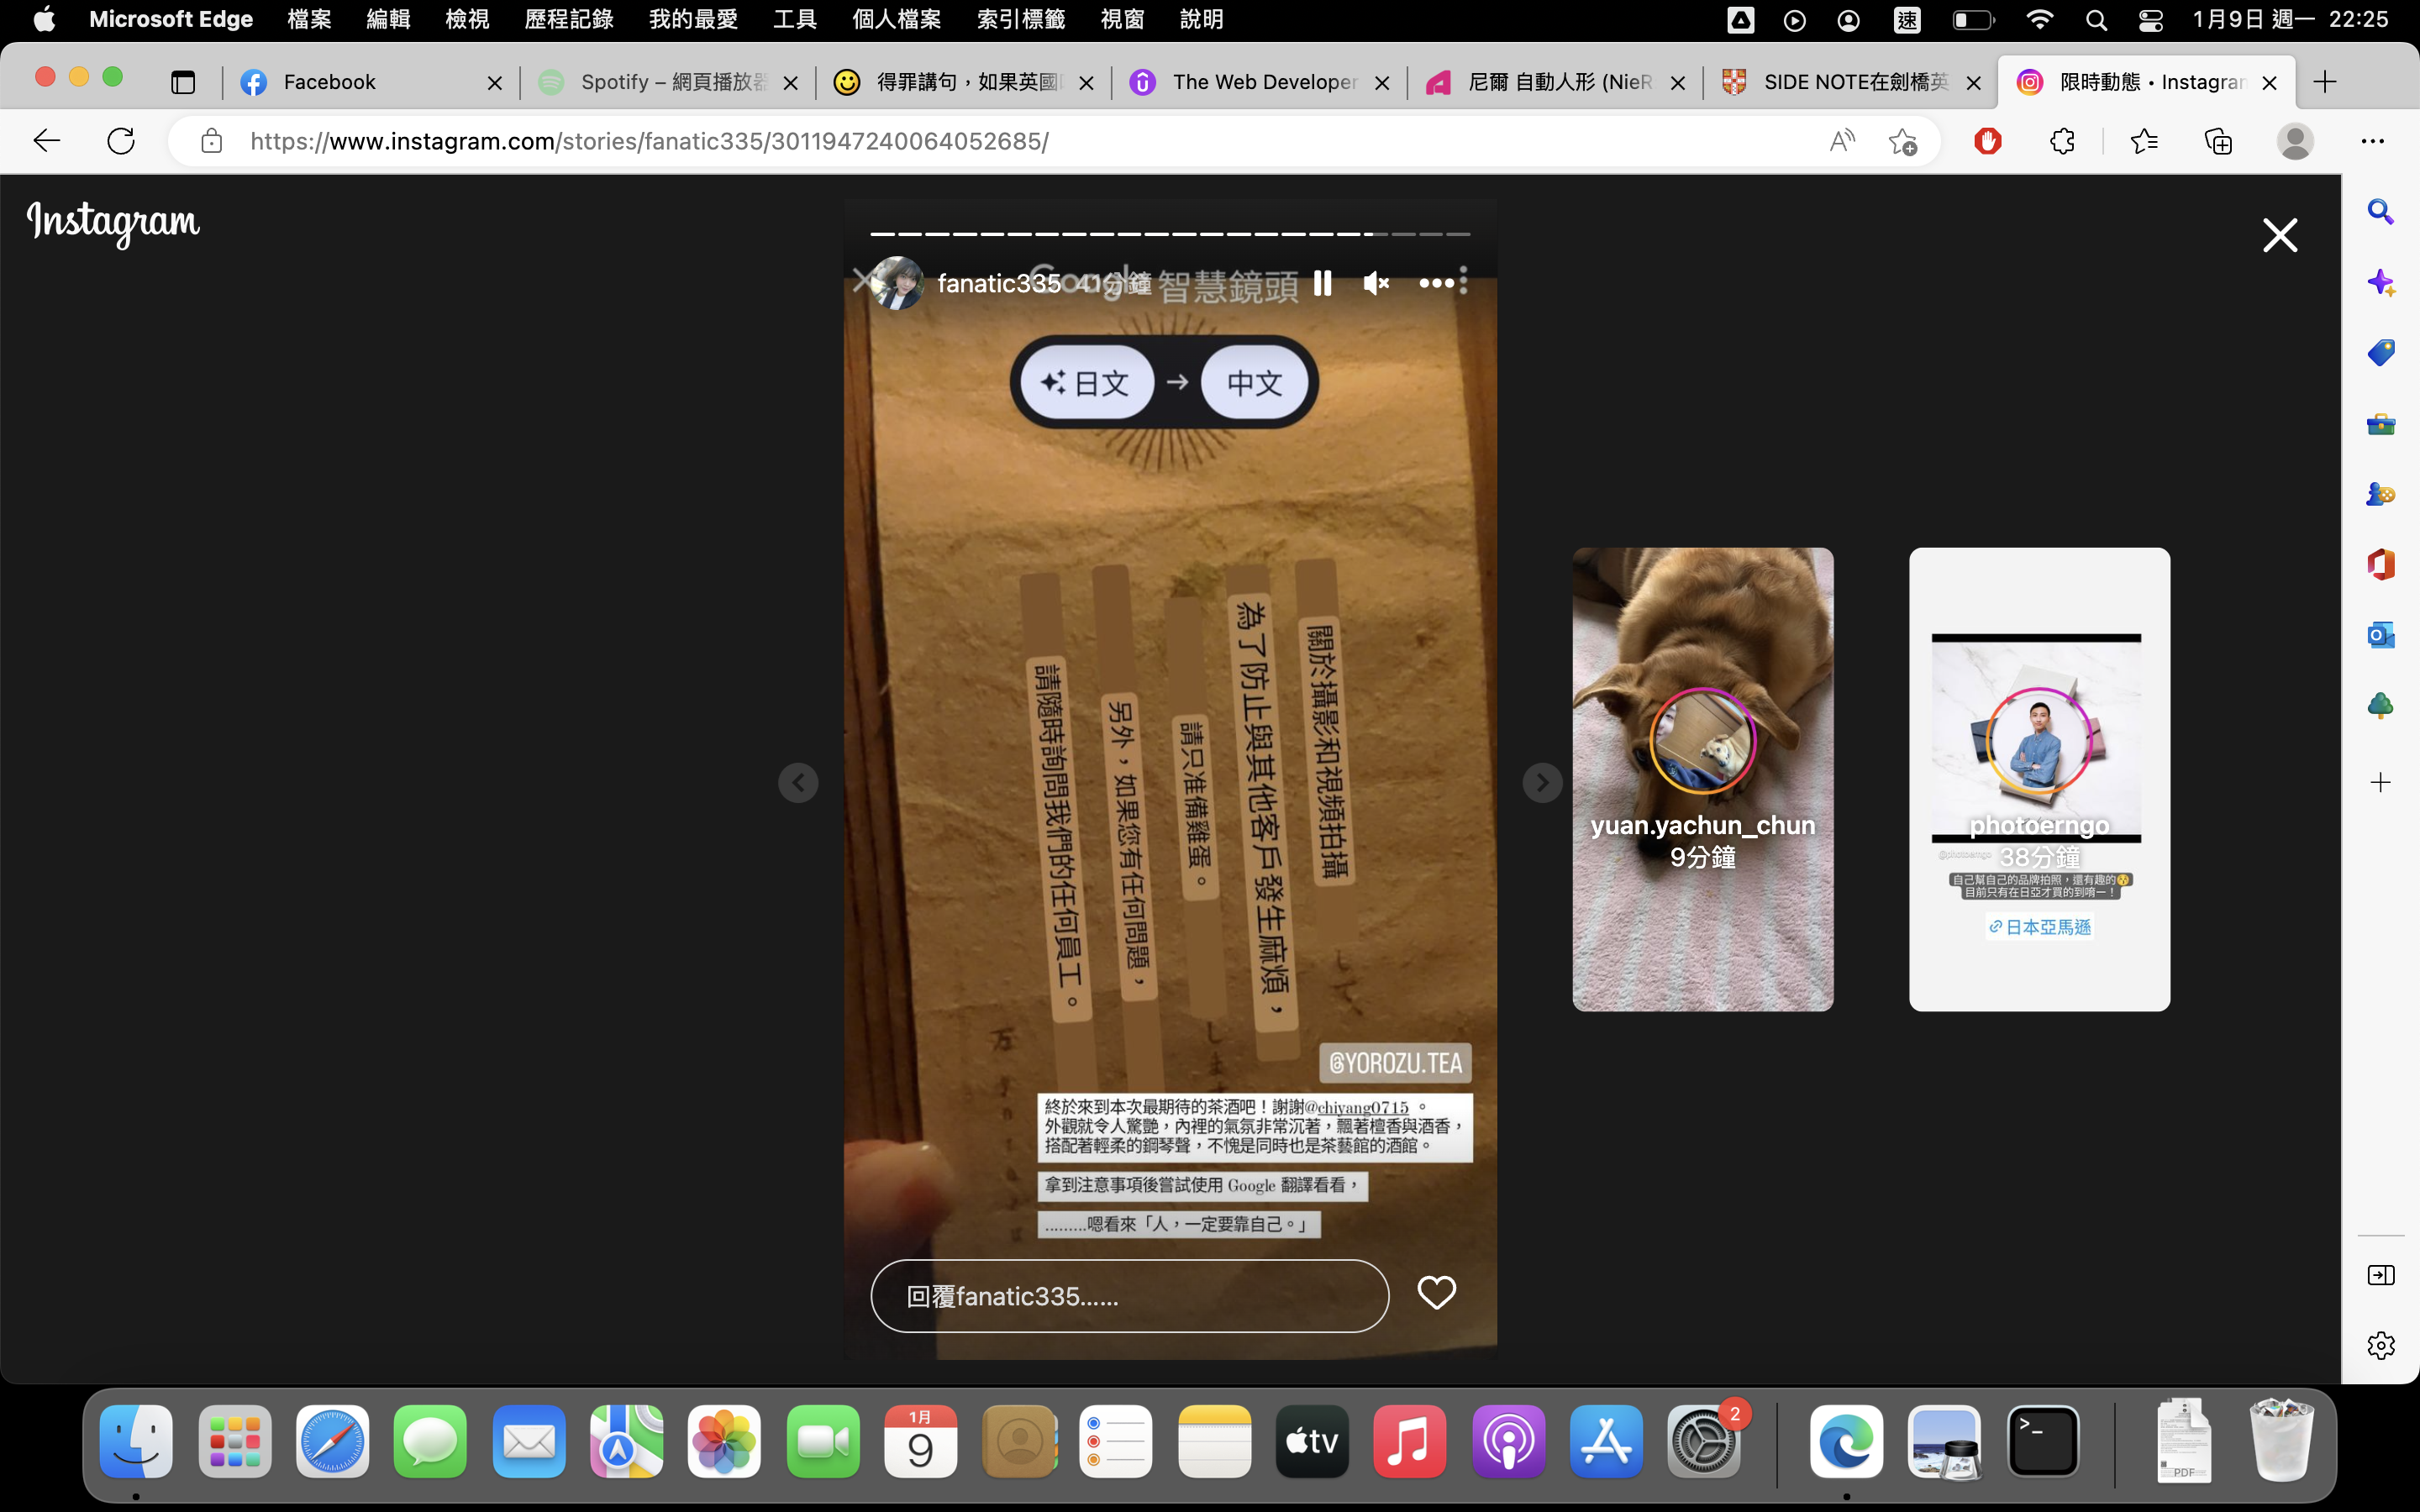 Microsoft Edge 檔案 編輯 檢視 歷程記錄 我的最愛 工具 個人檔案 索引標籤 視窗 說明 速 1月9日 週一 22:25
Facebook Spotify – 網頁播放器 得罪講句，如果英國 The Web Developer 尼爾 自動人形 (NieR SIDE NOTE在劍橋英 限時動態 • Instagram
https://www.instagram.com/stories/fanatic335/3011947240064052685/
Instagram
fanatic335 41分鐘
Google 智慧鏡頭
日文 → 中文
關於攝影和視頻拍攝
為了防止與其他客戶發生麻煩，
請只准備雞蛋。
另外，如果您有任何問題，
請隨時詢問我們的任何員工。
@YOROZU.TEA
終於來到本次最期待的茶酒吧！謝謝@chiyang0715 。
外觀就令人驚艷，內裡的氣氛非常沉著，飄著檀香與酒香，
搭配著輕柔的鋼琴聲，不愧是同時也是茶藝館的酒館。
拿到注意事項後嘗試使用 Google 翻譯看看，
.........嗯看來「人，一定要靠自己。」
回覆fanatic335......
yuan.yachun_chun
9分鐘
photoerngo
38分鐘
@photoerngo
自己幫自己的品牌拍照，還有趣的
目前只有在日亞才買的到唷ー！
日本亞馬遜
1月
9
tv
2
PDF